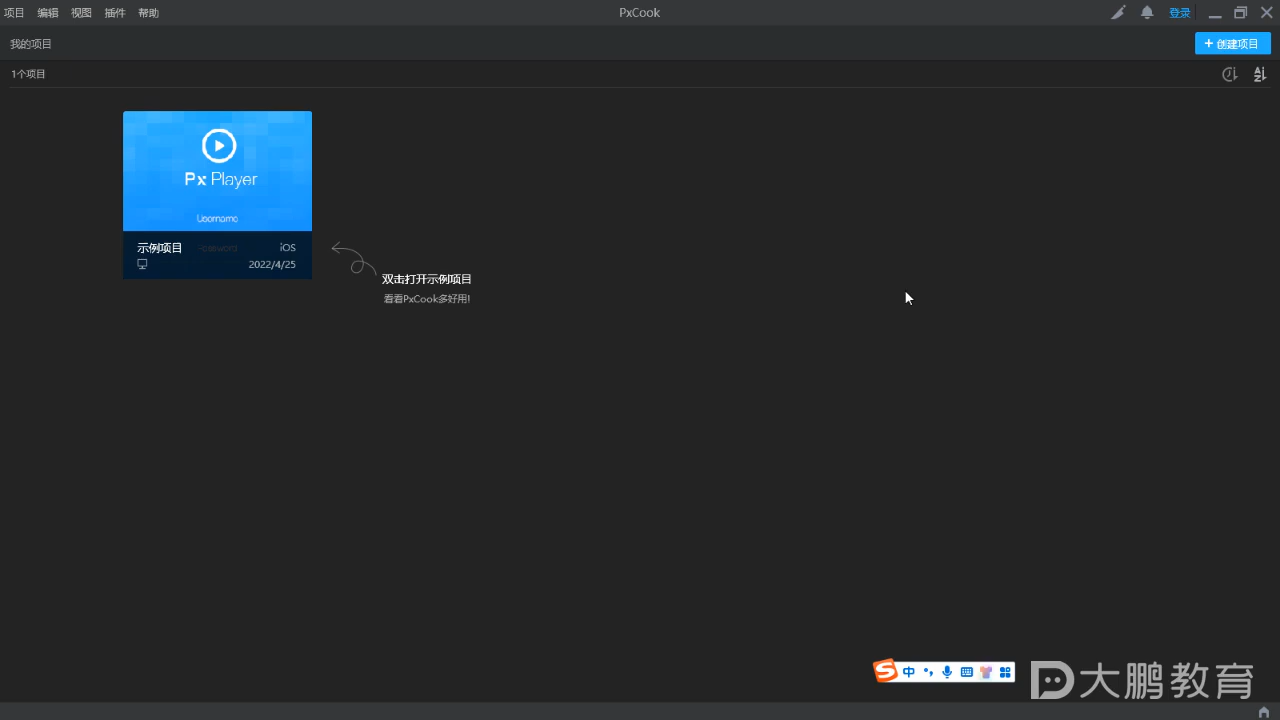 项目 编辑 视图 插件 帮助 PxCook 登录
我的项目 + 创建项目
1个项目
Px Player
Username
示例项目 Password iOS
2022/4/25
双击打开示例项目
看看PxCook多好用!
中
大鹏教育